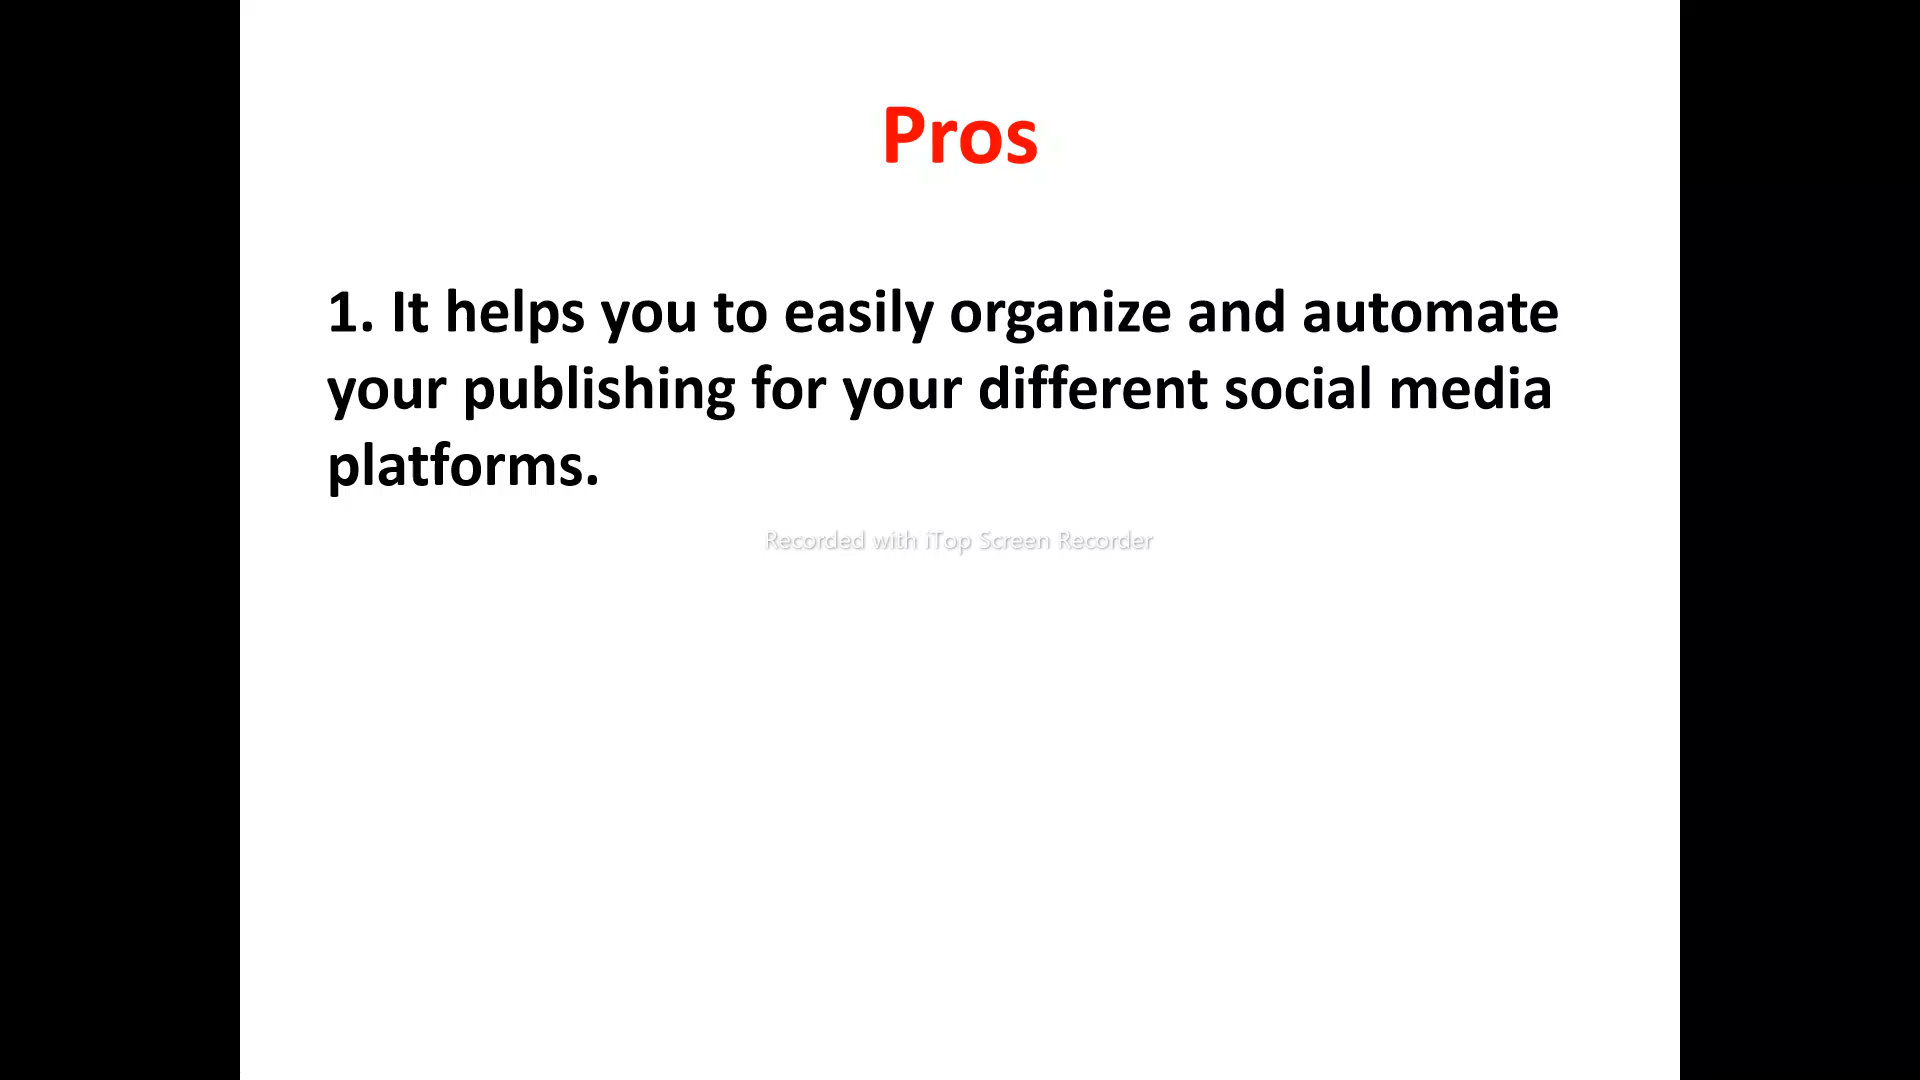 Pros
1. It helps you to easily organize and automate
your publishing for your different social media
platforms.
Recorded with iTop Screen Recorder